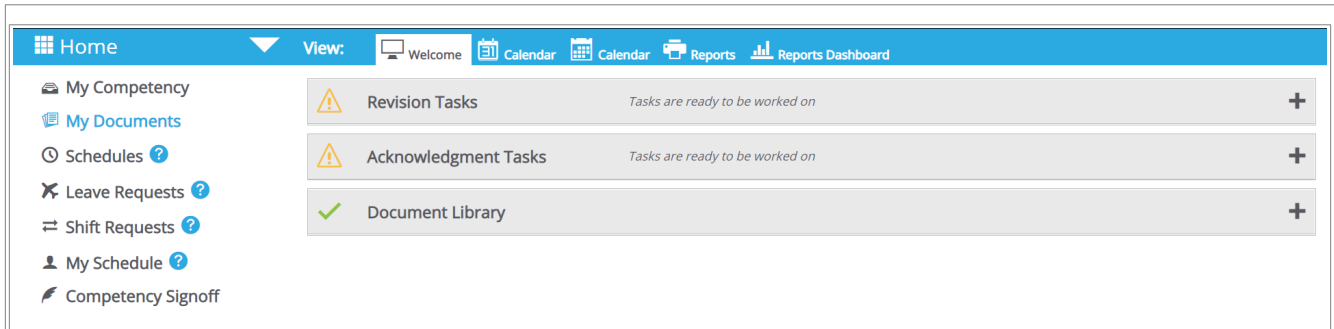 Home
View:
Welcome
31
Calendar
Calendar
Reports
Reports Dashboard
My Competency
My Documents
Schedules ?
Leave Requests ?
Shift Requests ?
My Schedule ?
Competency Signoff
Revision Tasks Tasks are ready to be worked on
Acknowledgment Tasks Tasks are ready to be worked on
Document Library